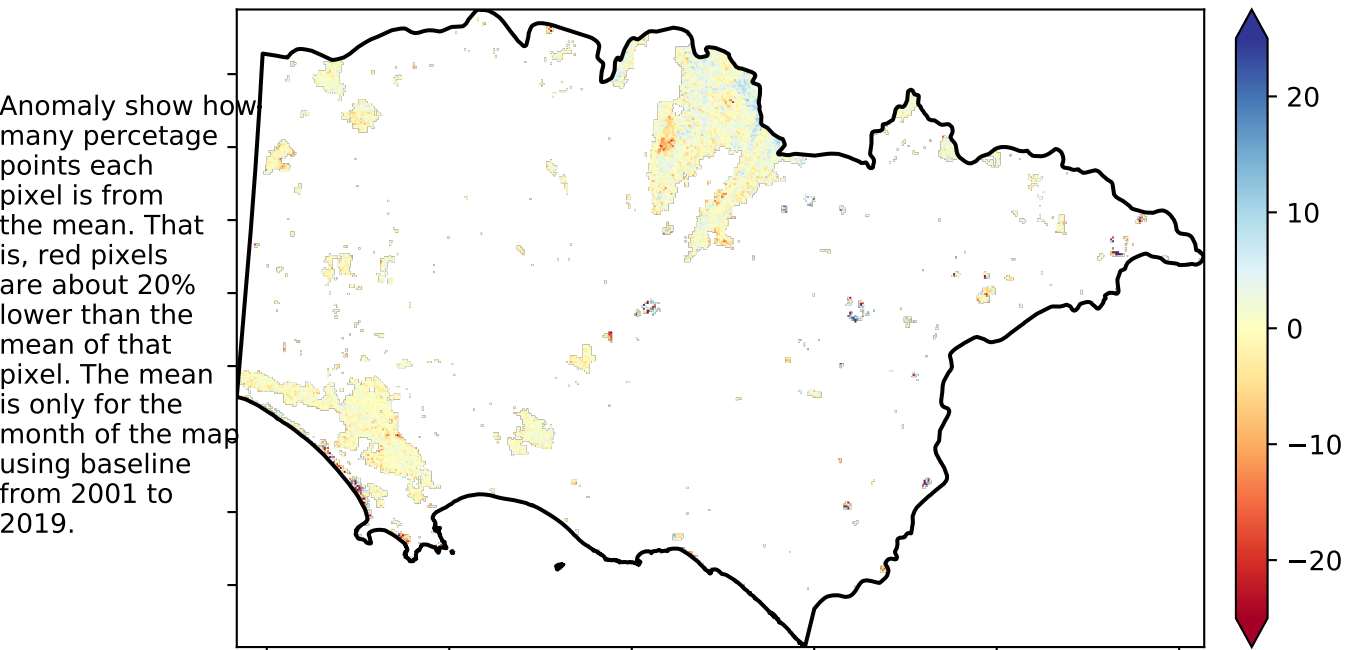 Anomaly show how
many percetage
points each
pixel is from
the mean. That
is, red pixels
are about 20%
lower than the
mean of that
pixel. The mean
is only for the
month of the map
using baseline
from 2001 to
2019.
20
10
0
−10
−20